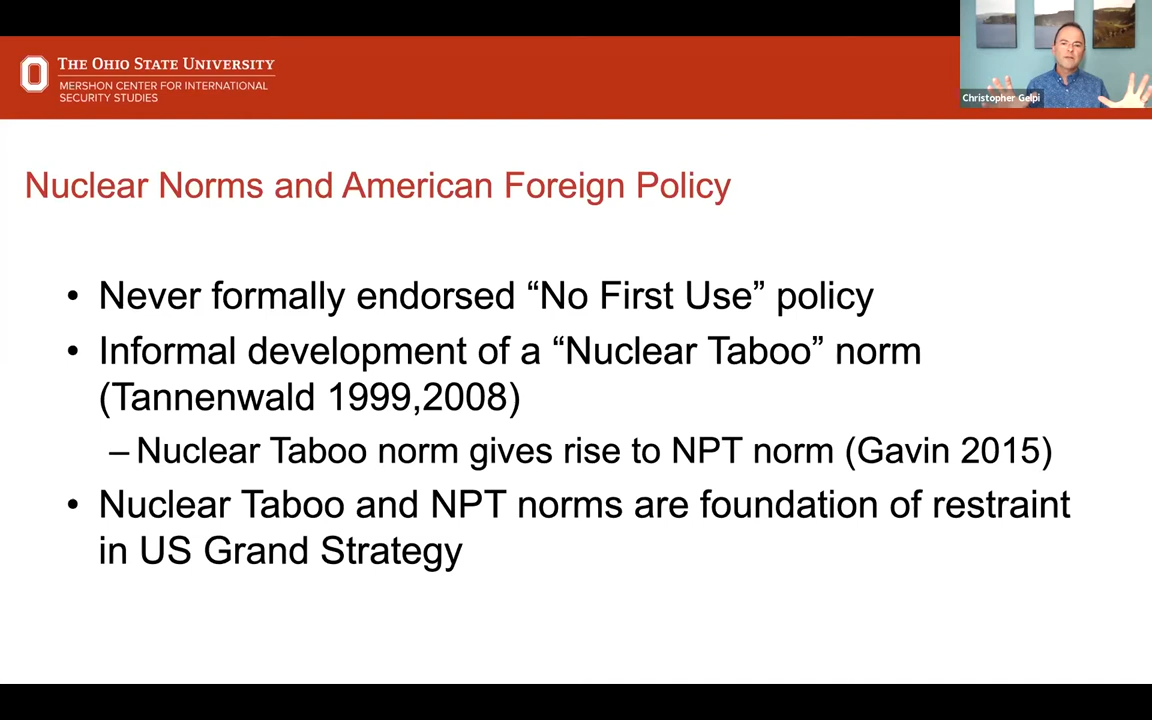 THE OHIO STATE UNIVERSITY
MERSHON CENTER FOR INTERNATIONAL
SECURITY STUDIES
Christopher Gelpi
Nuclear Norms and American Foreign Policy
• Never formally endorsed “No First Use” policy
• Informal development of a “Nuclear Taboo” norm
(Tannenwald 1999,2008)
– Nuclear Taboo norm gives rise to NPT norm (Gavin 2015)
• Nuclear Taboo and NPT norms are foundation of restraint
in US Grand Strategy